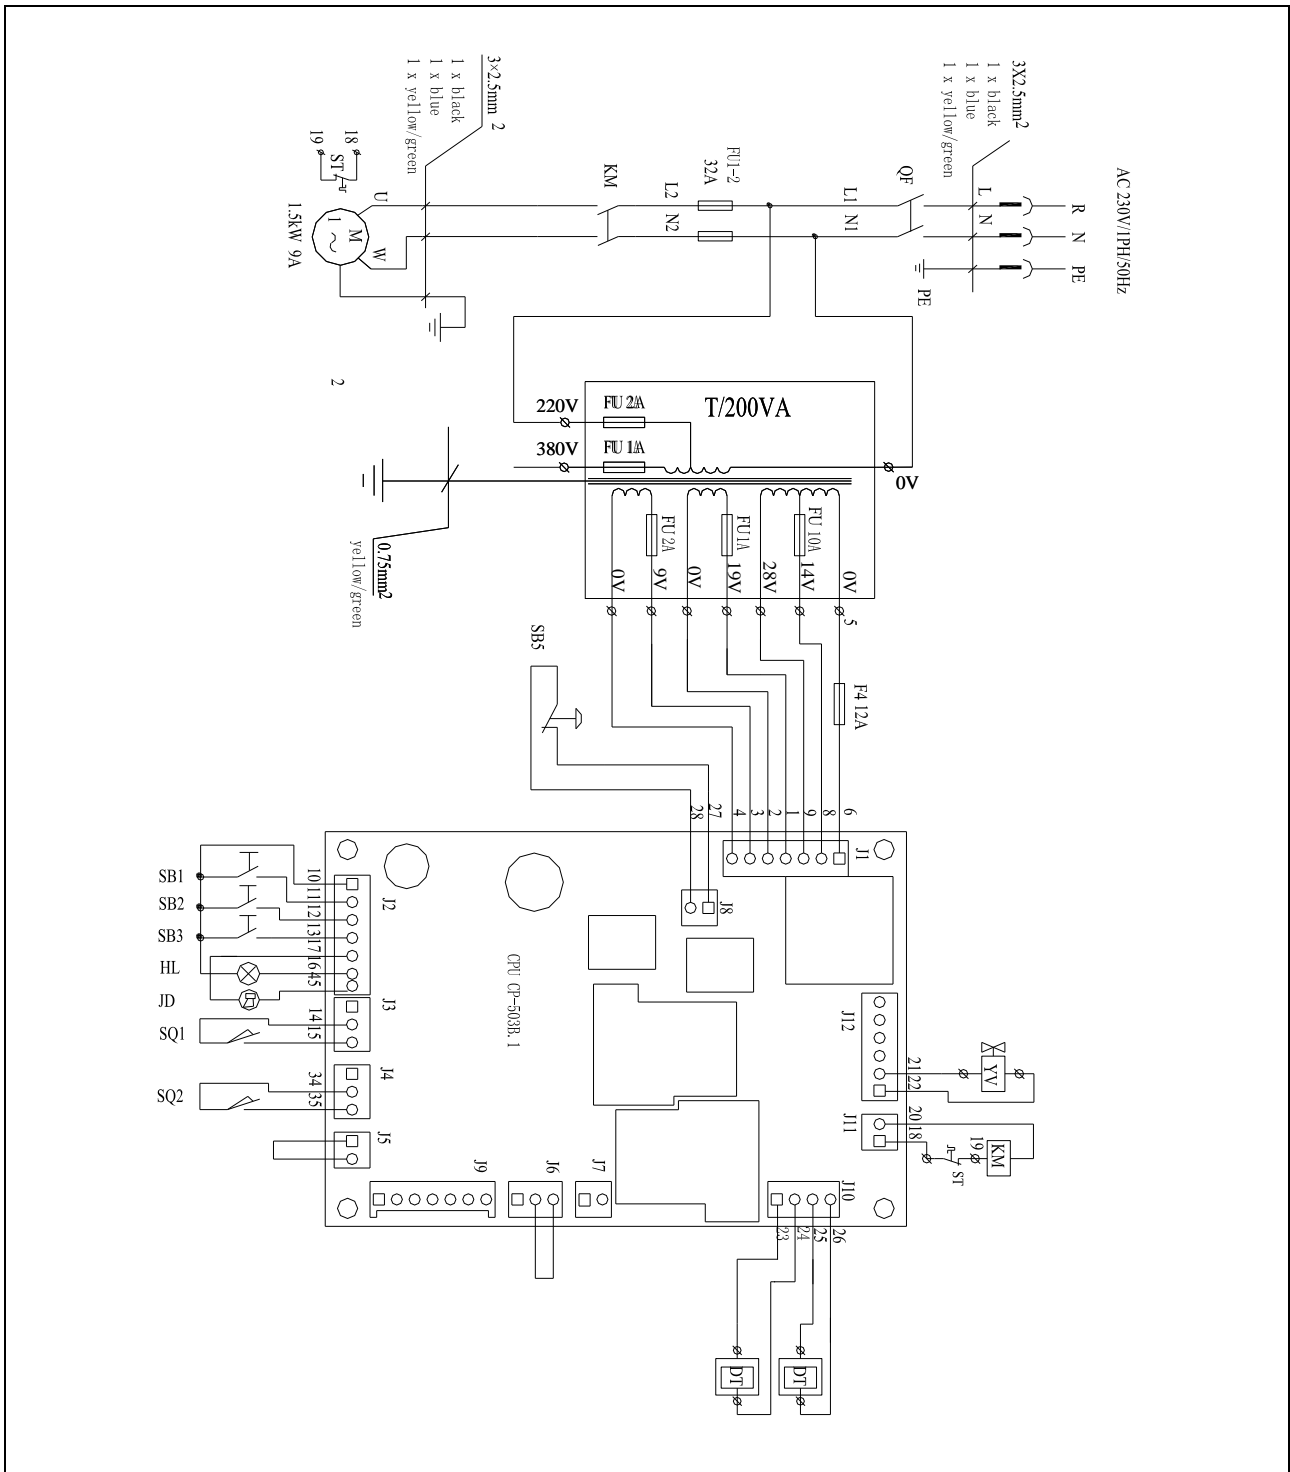 AC 230V/1PH/50Hz
3X2.5mm2
1 x black
1 x blue
1 x yellow/green
R
N
PE
L
N
PE
QF
L1
N1
FU1-2
32A
L2
N2
KM
3×2.5mm 2
1 x black
1 x blue
1 x yellow/green
18
19
ST
U
W
M
1
1.5kW 9A
2
T/200VA
220V
FU 2A
380V
FU 1A
0V
FU 2A
FU 1A
FU 10A
0V
9V
0V
19V
28V
14V
0V
5
0.75mm2
yellow/green
SB5
F4 12A
28
27
4
3
2
1
9
8
6
J1
J8
SB1
SB2
SB3
HL
JD
SQ1
SQ2
10
11
12
13
17
16
45
J2
14
15
J3
34
35
J4
J5
CPU CP-503B.1
J12
21
22
YV
J11
20
18
19
KM
ST
J9
J6
J7
J10
23
24
25
26
DT
DT